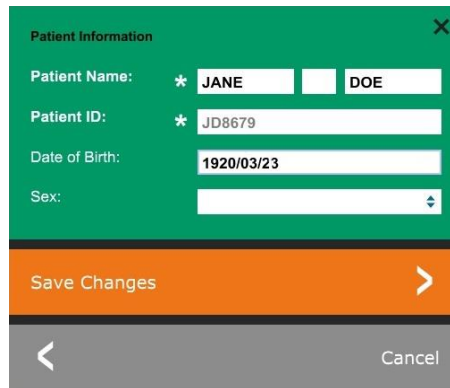 Patient Information
Patient Name: * JANE DOE
Patient ID: * JD8679
Date of Birth: 1920/03/23
Sex:
Save Changes
Cancel